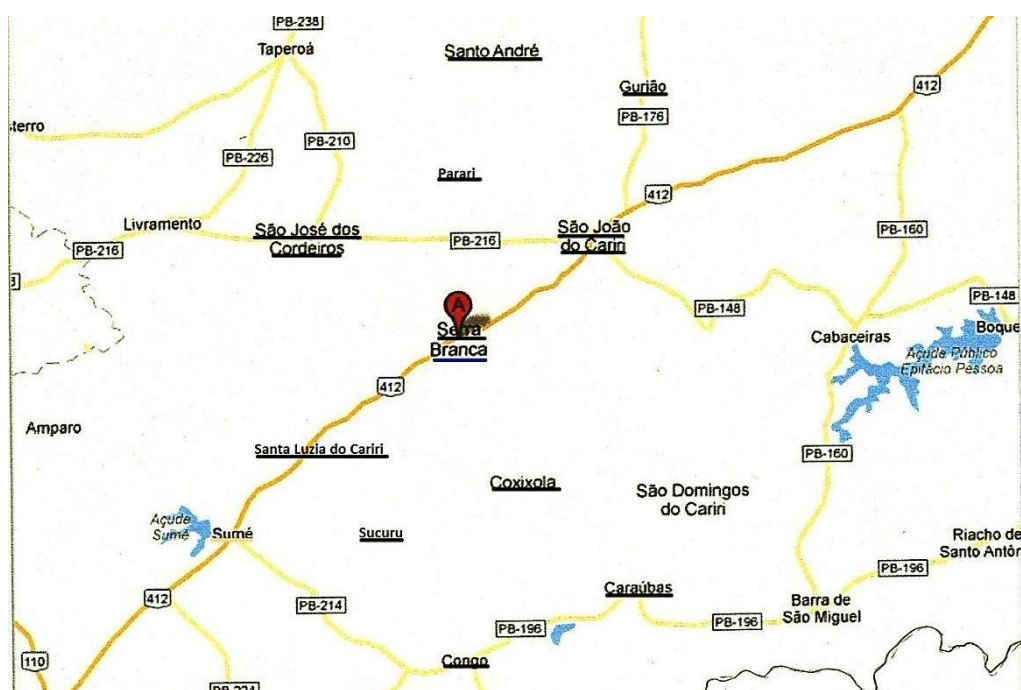 PB-238
Taperoá
Santo André
Gurjão
412
PB-176
sterro
PB-226
PB-210
Parari
412
Livramento
São José dos
Cordeiros
São João
do Cariri
PB-216
PB-216
PB-160
A
PB-148
PB-148
Serra
Branca
Cabaceiras
Boque
Açude Público
Epitácio Pessoa
412
Amparo
Santa Luzia do Cariri
PB-160
Coxixola
São Domingos
do Cariri
Açude
Sumé
Sumé
Sucuru
Riacho de
Santo Antôn
PB-196
Caraúbas
412
PB-214
Barra de
São Miguel
PB-196
PB-196
110
Congo
PB-224